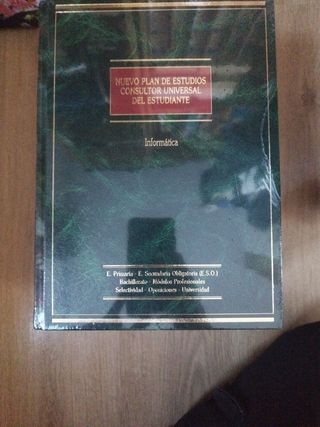 NUEVO PLAN DE ESTUDIOS
CONSULTOR UNIVERSAL
DEL ESTUDIANTE
Informática
E. Primaria · E. Secundaria Obligatoria (E.S.O.)
Bachillerato · Módulos Profesionales
Selectividad · Oposiciones · Universidad